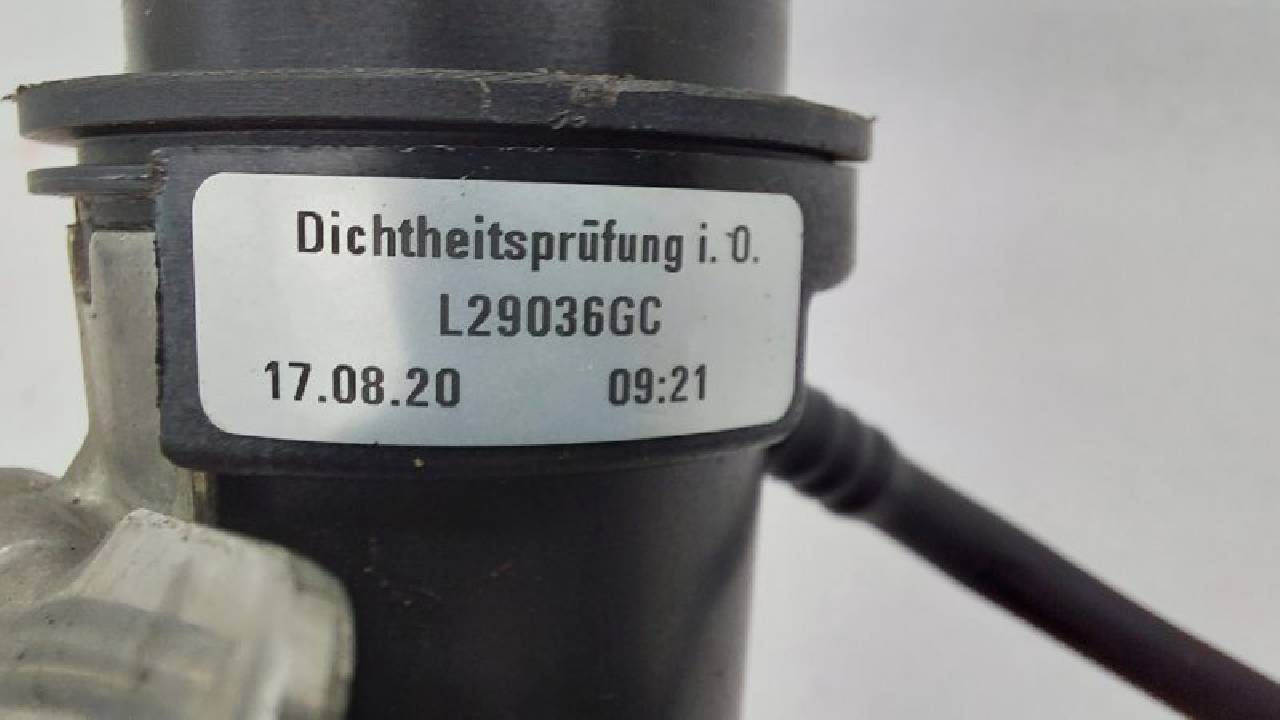 Dichtheitsprüfung i. O.
L29036GC
17.08.20 09:21